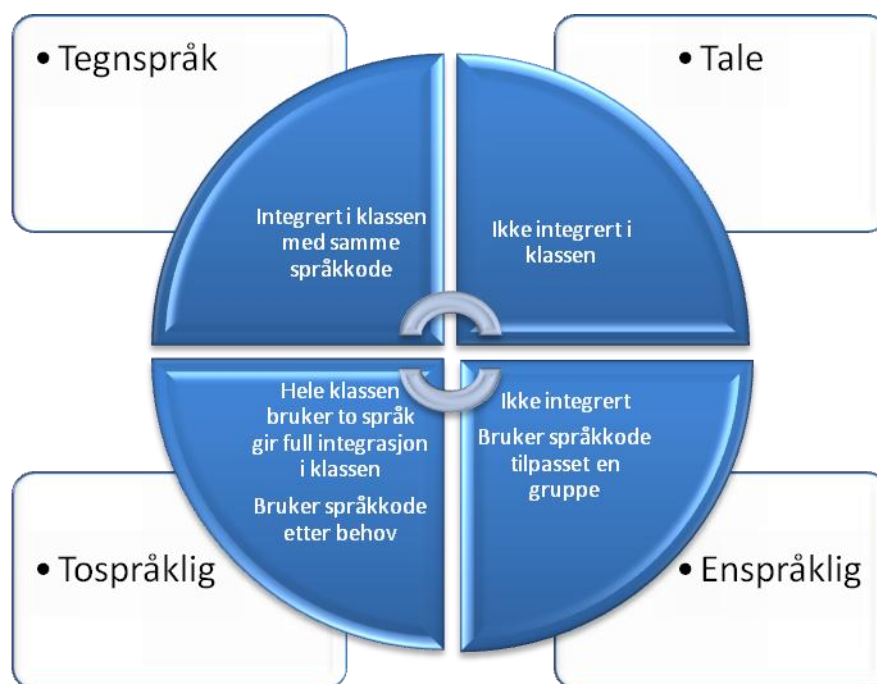 • Tegnspråk
• Tale
Integrert i klassen
med samme
språkkode
Ikke integrert i
klassen
Hele klassen
bruker to språk
gir full integrasjon
i klassen
Bruker språkkode
etter behov
Ikke integrert
Bruker språkkode
tilpasset en
gruppe
• Tospråklig
• Enspråklig